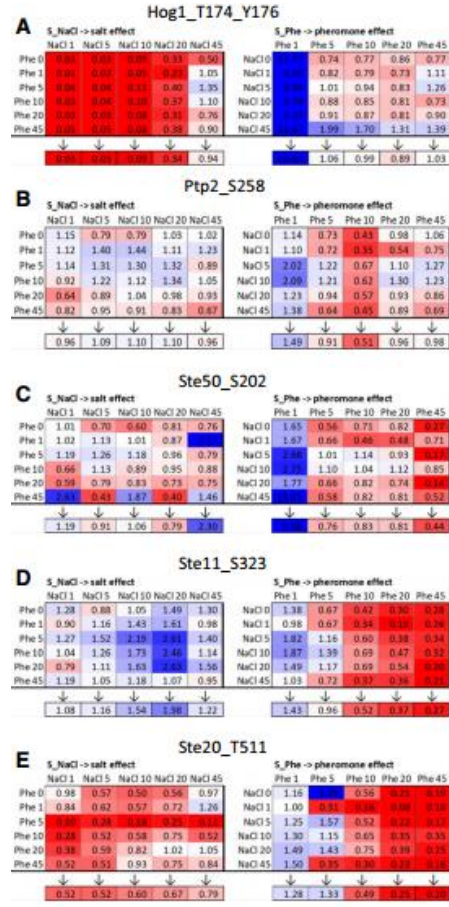 Hog1_T174_Y176
A
S_NaCl -> salt effect
NaCl 1 NaCl 5 NaCl 10 NaCl 20 NaCl 45
Phe 0 0.33 0.50
Phe 1 1.05
Phe 5 0.40 1.35
Phe 10 0.37 1.10
Phe 20 0.31 0.76
Phe 45 0.38 0.90
0.34 0.94
S_Phe -> pheromone effect
Phe 1 Phe 5 Phe 10 Phe 20 Phe 45
NaCl 0 0.74 0.77 0.86 0.77
NaCl 1 0.82 0.79 0.73 1.11
NaCl 5 1.01 0.94 0.83 1.26
NaCl 10 0.88 0.85 0.81 0.73
NaCl 20 0.91 0.87 0.81 0.90
NaCl 45 1.99 1.70 1.31 1.39
1.06 0.99 0.89 1.03
Ptp2_S258
B
S_NaCl -> salt effect
NaCl 1 NaCl 5 NaCl 10 NaCl 20 NaCl 45
Phe 0 1.15 0.79 0.79 1.03 1.02
Phe 1 1.12 1.40 1.44 1.11 1.23
Phe 5 1.14 1.31 1.30 1.32 0.89
Phe 10 0.92 1.22 1.12 1.34 1.05
Phe 20 0.64 0.89 1.04 0.98 0.93
Phe 45 0.82 0.95 0.91 0.83 0.67
0.96 1.09 1.10 1.10 0.96
S_Phe -> pheromone effect
Phe 1 Phe 5 Phe 10 Phe 20 Phe 45
NaCl 0 1.14 0.73 0.43 0.98 1.06
NaCl 1 1.10 0.72 0.35 0.54 0.75
NaCl 5 2.02 1.22 0.67 1.10 1.27
NaCl 10 2.09 1.21 0.62 1.30 1.23
NaCl 20 1.23 0.94 0.57 0.93 0.86
NaCl 45 1.38 0.64 0.65 0.89 0.69
1.49 0.91 0.51 0.96 0.98
Ste50_S202
C
S_NaCl -> salt effect
NaCl 1 NaCl 5 NaCl 10 NaCl 20 NaCl 45
Phe 0 1.01 0.70 0.60 0.81 0.76
Phe 1 1.02 1.13 1.01 0.87
Phe 5 1.19 1.26 1.18 0.96 0.79
Phe 10 0.66 1.13 0.89 0.95 0.88
Phe 20 0.59 0.79 0.83 0.73 0.75
Phe 45 0.43 1.87 0.40 1.46
1.19 0.91 1.06 0.79 2.30
S_Phe -> pheromone effect
Phe 1 Phe 5 Phe 10 Phe 20 Phe 45
NaCl 0 1.65 0.56 0.71 0.82 0.27
NaCl 1 1.67 0.66 0.46 0.48 0.71
NaCl 5 1.01 1.14 0.93
NaCl 10 1.10 1.04 1.12 0.85
NaCl 20 1.77 0.66 0.82 0.74
NaCl 45 0.58 0.82 0.81 0.52
0.76 0.83 0.81 0.44
Ste11_S323
D
S_NaCl -> salt effect
NaCl 1 NaCl 5 NaCl 10 NaCl 20 NaCl 45
Phe 0 1.28 0.88 1.05 1.49 1.30
Phe 1 0.90 1.16 1.43 1.61 0.98
Phe 5 1.27 1.52 2.19 1.56
Phe 10 1.04 1.26 1.73 2.46 1.14
Phe 20 0.79 1.11 1.63 1.56
Phe 45 1.19 1.05 1.18 1.07 0.95
1.08 1.16 1.54 1.98 1.22
S_Phe -> pheromone effect
Phe 1 Phe 5 Phe 10 Phe 20 Phe 45
NaCl 0 1.38 0.67 0.42 0.30
NaCl 1 0.98 0.67 0.34
NaCl 5 1.82 1.16 0.60 0.38 0.34
NaCl 10 1.87 1.39 0.69 0.47 0.32
NaCl 20 1.49 1.17 0.69 0.54
NaCl 45 1.03 0.72 0.37 0.36
1.43 0.96 0.52 0.37 0.27
Ste20_T511
E
S_NaCl -> salt effect
NaCl 1 NaCl 5 NaCl 10 NaCl 20 NaCl 45
Phe 0 0.98 0.57 0.50 0.56 0.97
Phe 1 0.84 0.62 0.57 0.72 1.26
Phe 5
Phe 10 0.28 0.52 0.58 0.75 0.52
Phe 20 0.38 0.59 0.82 1.02 1.05
Phe 45 0.52 0.51 0.93 0.75 0.84
0.52 0.52 0.60 0.67 0.79
S_Phe -> pheromone effect
Phe 1 Phe 5 Phe 10 Phe 20 Phe 45
NaCl 0 1.16 0.56
NaCl 1 1.00
NaCl 5 1.25 1.57 0.52
NaCl 10 1.30 1.15 0.65 0.35 0.35
NaCl 20 1.49 1.43 0.75 0.39
NaCl 45 1.50 0.35 0.30
1.28 1.33 0.49